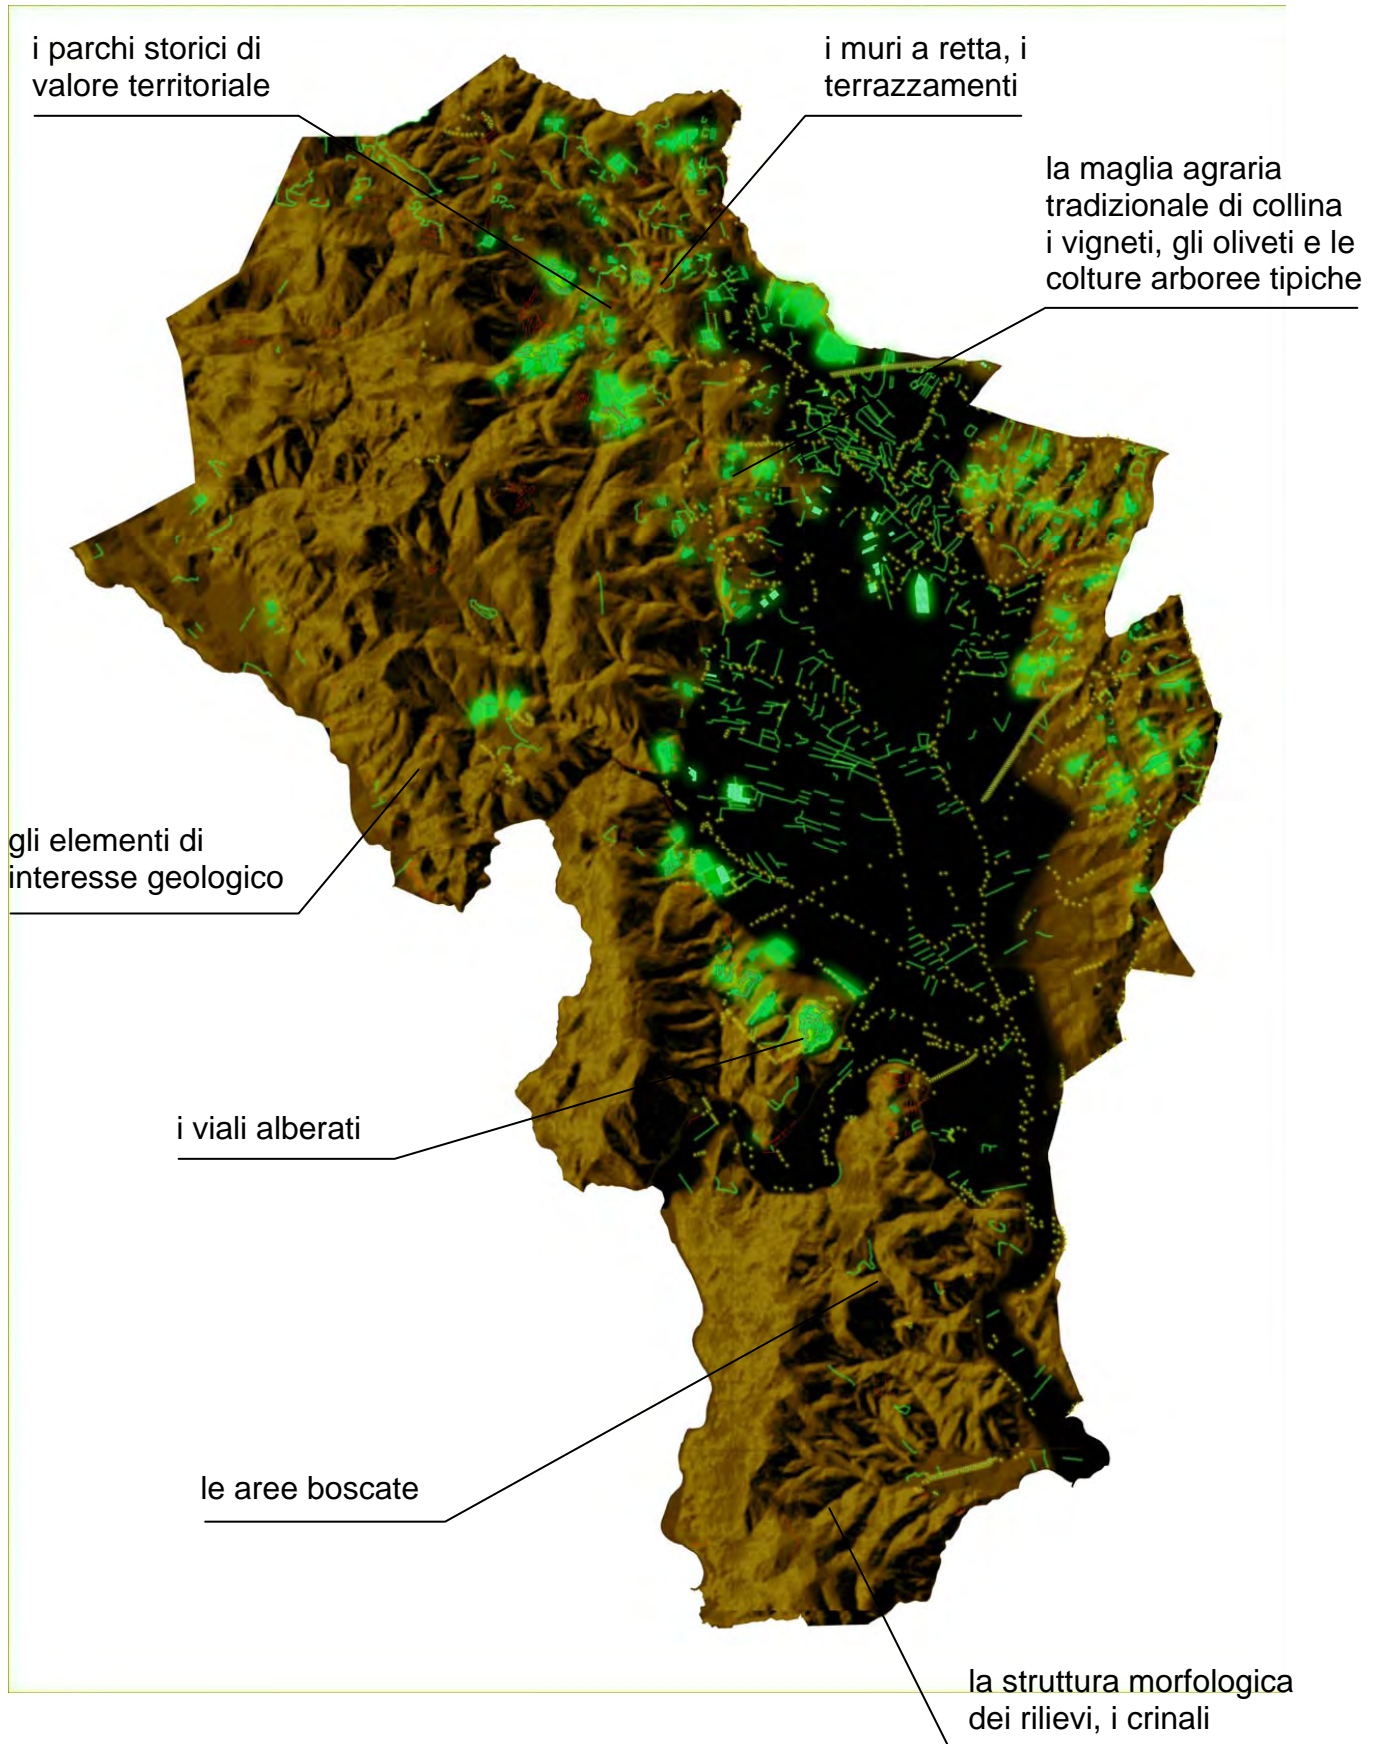 i parchi storici di
valore territoriale
i muri a retta, i
terrazzamenti
la maglia agraria
tradizionale di collina
i vigneti, gli oliveti e le
colture arboree tipiche
gli elementi di
interesse geologico
i viali alberati
le aree boscate
la struttura morfologica
dei rilievi, i crinali